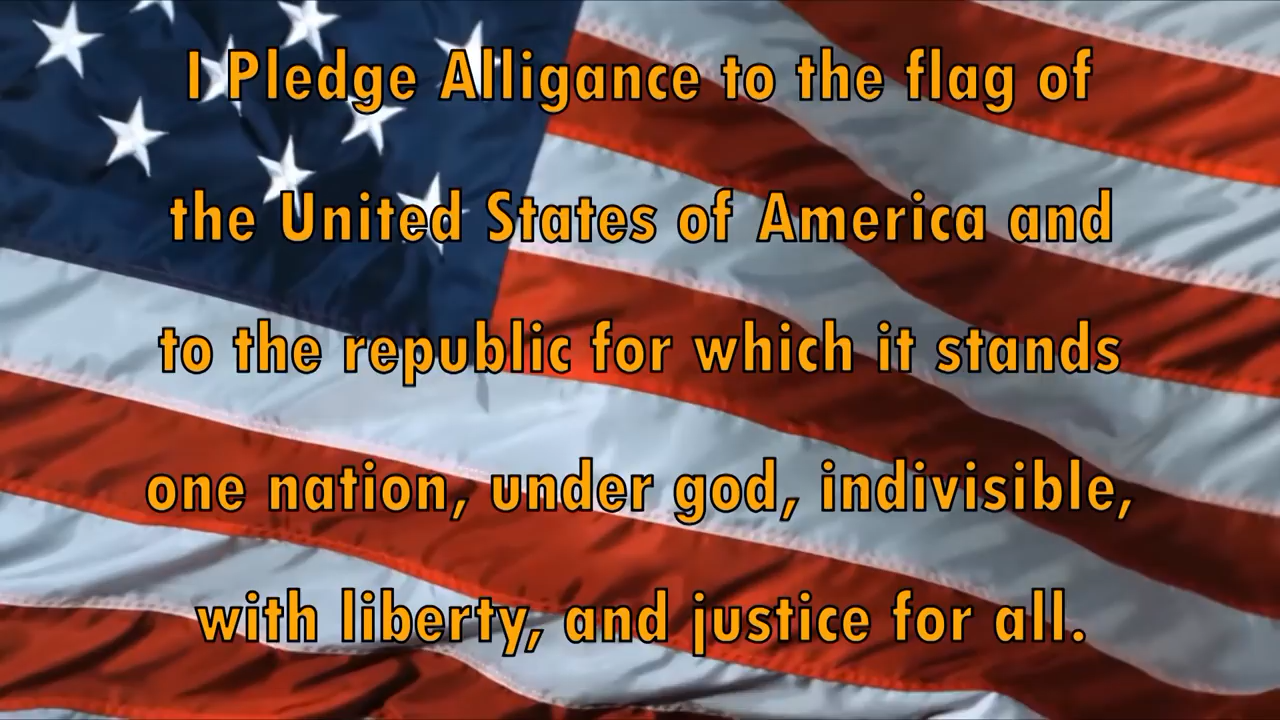 I Pledge Alligance to the flag of
the United States of America and
to the republic for which it stands
one nation, under god, indivisible,
with liberty, and justice for all.